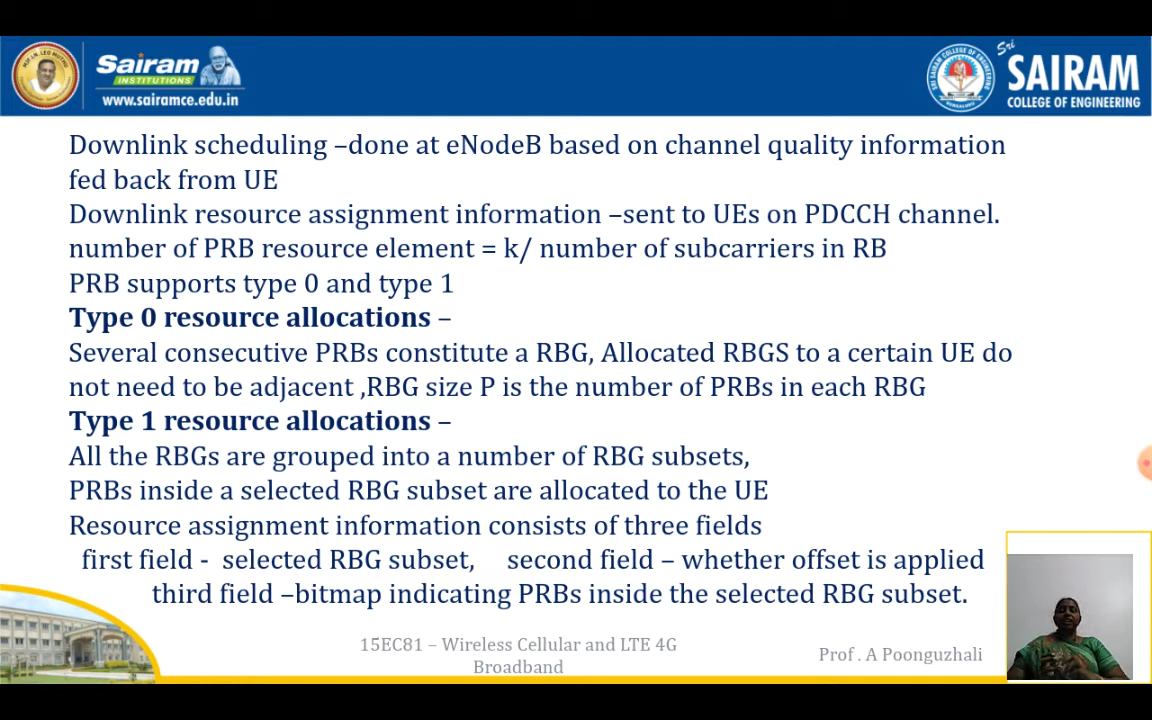 Sairam
INSTITUTIONS
www.sairamce.edu.in
Sri
SAIRAM
COLLEGE OF ENGINEERING
Downlink scheduling –done at eNodeB based on channel quality information
fed back from UE
Downlink resource assignment information –sent to UEs on PDCCH channel.
number of PRB resource element = k/ number of subcarriers in RB
PRB supports type 0 and type 1
Type 0 resource allocations –
Several consecutive PRBs constitute a RBG, Allocated RBGS to a certain UE do
not need to be adjacent ,RBG size P is the number of PRBs in each RBG
Type 1 resource allocations –
All the RBGs are grouped into a number of RBG subsets,
PRBs inside a selected RBG subset are allocated to the UE
Resource assignment information consists of three fields
first field - selected RBG subset, second field – whether offset is applied
third field –bitmap indicating PRBs inside the selected RBG subset.
15EC81 – Wireless Cellular and LTE 4G
Broadband
Prof . A Poonguzhali